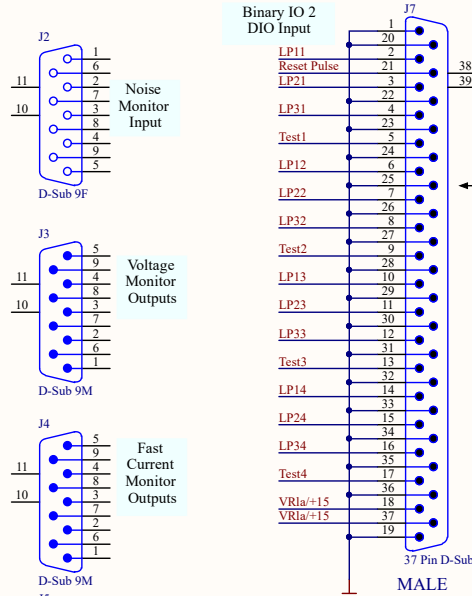 J2
1
6
2
7
3
8
4
9
5
11
10
Noise
Monitor
Input
D-Sub 9F
J3
5
9
4
8
3
7
2
6
1
11
10
Voltage
Monitor
Outputs
D-Sub 9M
J4
5
9
4
8
3
7
2
6
1
11
10
Fast
Current
Monitor
Outputs
D-Sub 9M
Binary IO 2
DIO Input
J7
1
20
LP11 2
Reset Pulse 21
LP21 3
22
LP31 4
23
Test1 5
24
LP12 6
25
LP22 7
26
LP32 8
27
Test2 9
28
LP13 10
29
LP23 11
30
LP33 12
31
Test3 13
32
LP14 14
33
LP24 15
34
LP34 16
35
Test4 17
36
VRla/+15 18
VRla/+15 37
19
38
39
37 Pin D-Sub
MALE